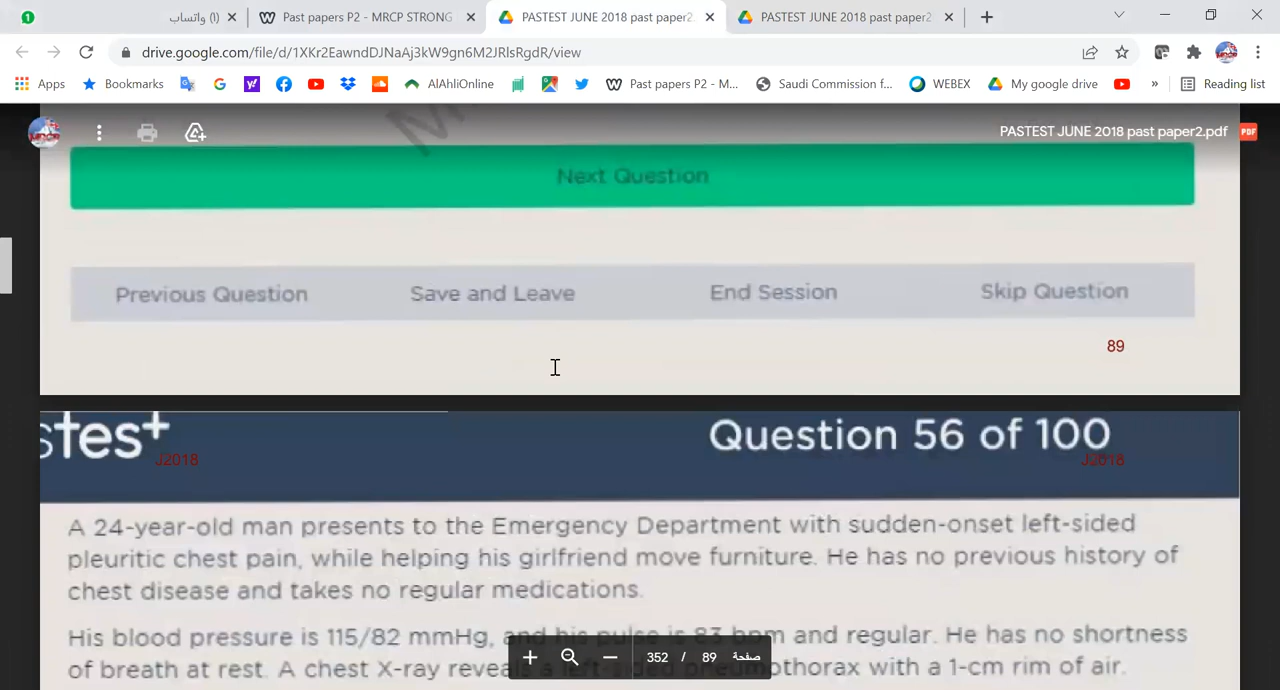 (1) واتساب
Past papers P2 - MRCP STRONG
PASTEST JUNE 2018 past paper2.
PASTEST JUNE 2018 past paper2
drive.google.com/file/d/1XKr2EawndDJNaAj3kW9gn6M2JRIsRgdR/view
Apps
Bookmarks
AlAhliOnline
Past papers P2 - M...
Saudi Commission f...
WEBEX
My google drive
»
Reading list
PASTEST JUNE 2018 past paper2.pdf
PDF
Next Question
Previous Question
Save and Leave
End Session
Skip Question
89
stest+
Question 56 of 100
J2018
J2018
A 24-year-old man presents to the Emergency Department with sudden-onset left-sided
pleuritic chest pain, while helping his girlfriend move furniture. He has no previous history of
chest disease and takes no regular medications.
His blood pressure is 115/82 mmHg, and his pulse is 83 bpm and regular. He has no shortness
of breath at rest. A chest X-ray reveals a left-sided pneumothorax with a 1-cm rim of air.
352 / 89 صفحة